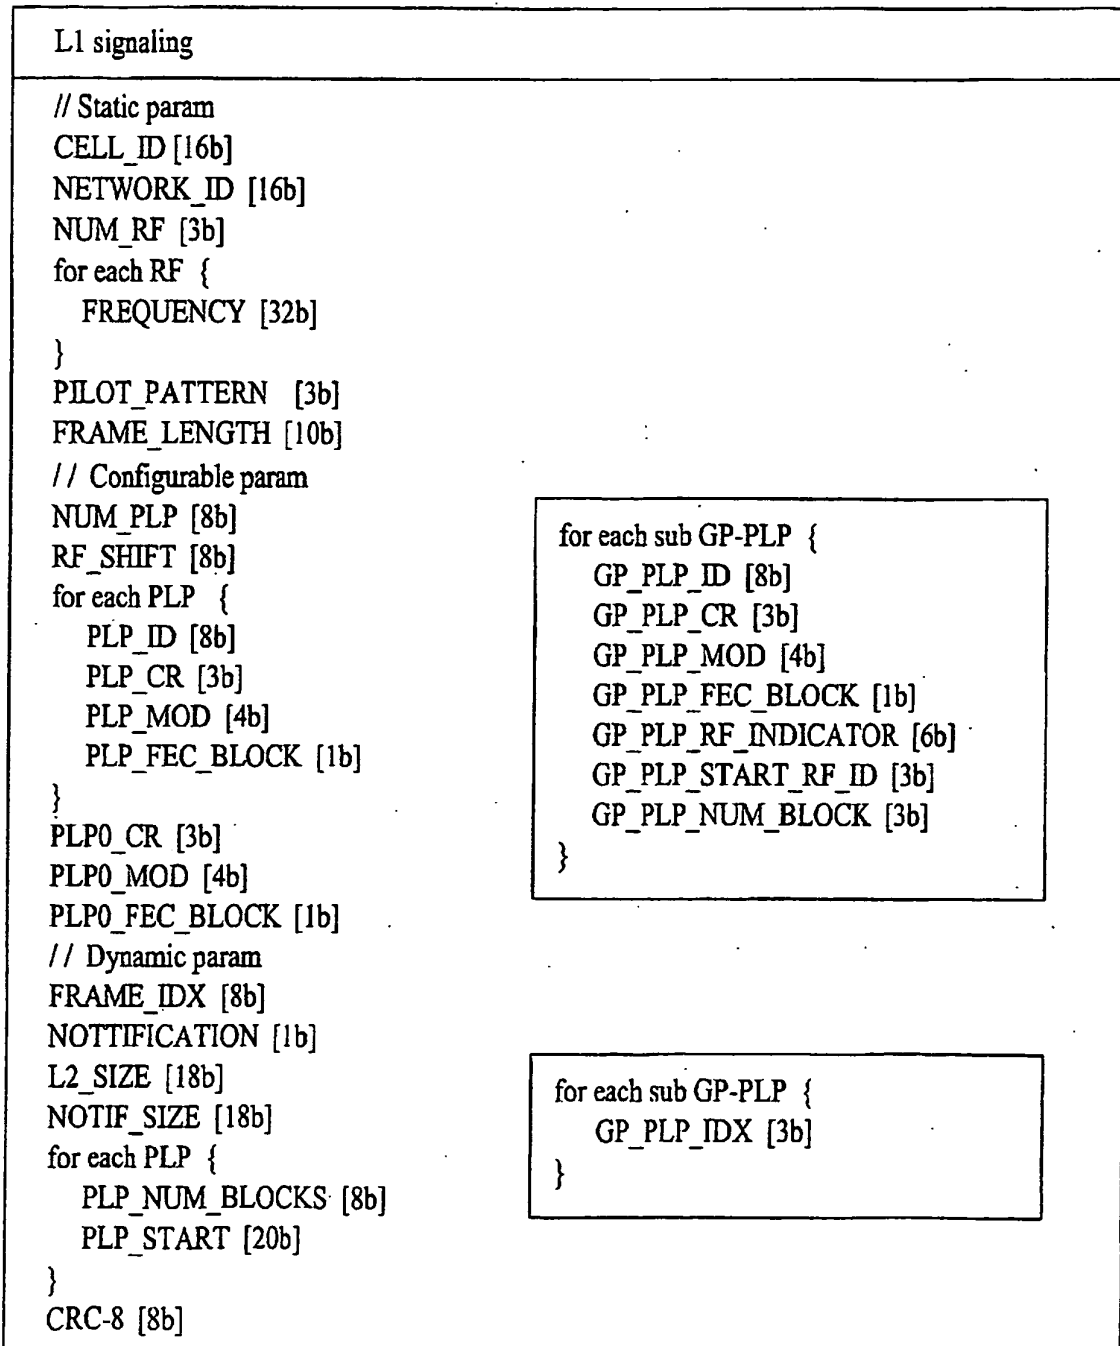 L1 signaling
// Static param
CELL_ID [16b]
NETWORK_ID [16b]
NUM_RF [3b]
for each RF {
FREQUENCY [32b]
}
PILOT_PATTERN [3b]
FRAME_LENGTH [10b]
// Configurable param
NUM_PLP [8b]
RF_SHIFT [8b]
for each PLP {
PLP_ID [8b]
PLP_CR [3b]
PLP_MOD [4b]
PLP_FEC_BLOCK [1b]
}
PLP0_CR [3b]
PLP0_MOD [4b]
PLP0_FEC_BLOCK [1b]
// Dynamic param
FRAME_IDX [8b]
NOTTIFICATION [1b]
L2_SIZE [18b]
NOTIF_SIZE [18b]
for each PLP {
PLP_NUM_BLOCKS [8b]
PLP_START [20b]
}
CRC-8 [8b]
for each sub GP-PLP {
GP_PLP_ID [8b]
GP_PLP_CR [3b]
GP_PLP_MOD [4b]
GP_PLP_FEC_BLOCK [1b]
GP_PLP_RF_INDICATOR [6b]
GP_PLP_START_RF_ID [3b]
GP_PLP_NUM_BLOCK [3b]
}
for each sub GP-PLP {
GP_PLP_IDX [3b]
}